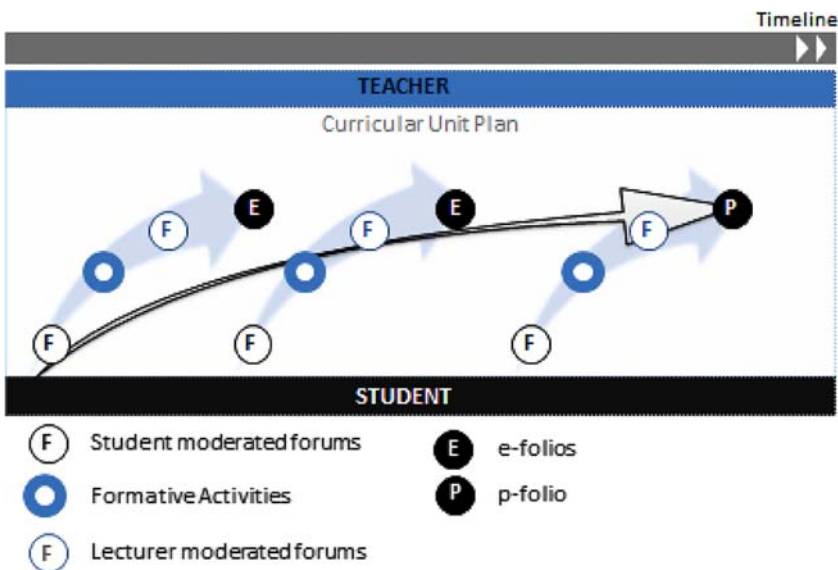 Timeline
TEACHER
Curricular Unit Plan
E
E
P
F
F
F
F
F
F
STUDENT
F Student moderated forums
E e-folios
Formative Activities
P p-folio
F Lecturer moderated forums